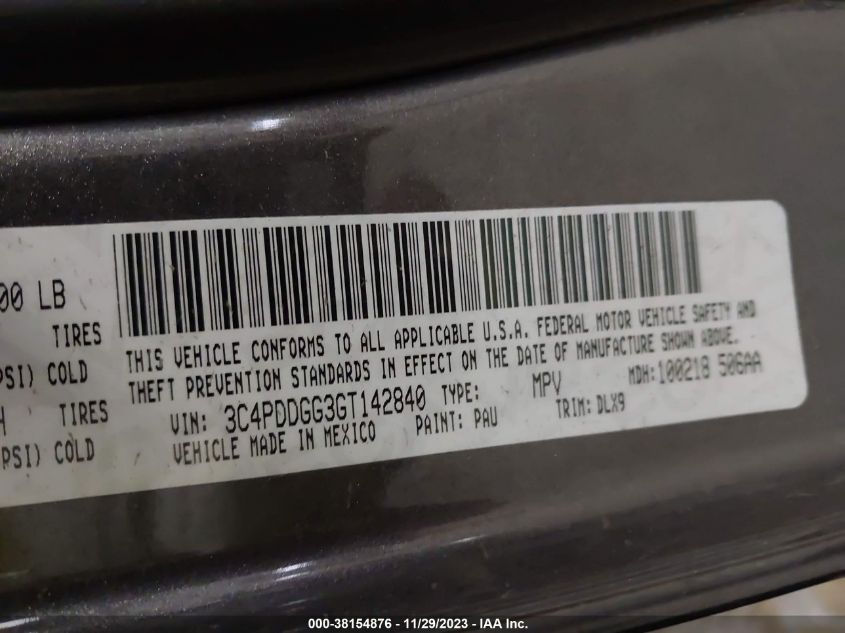 00 LB
TIRES
PSI) COLD
THIS VEHICLE CONFORMS TO ALL APPLICABLE U.S.A. FEDERAL MOTOR VEHICLE SAFETY AND
THEFT PREVENTION STANDARDS IN EFFECT ON THE DATE OF MANUFACTURE SHOWN ABOVE.
H TIRES
VIN: 3C4PDDGG3GT142840 TYPE: MPV MDH:100218 506AA
PSI) COLD
VEHICLE MADE IN MEXICO PAINT: PAU TRIM: DLX9
000-38154876 - 11/29/2023 - IAA Inc.